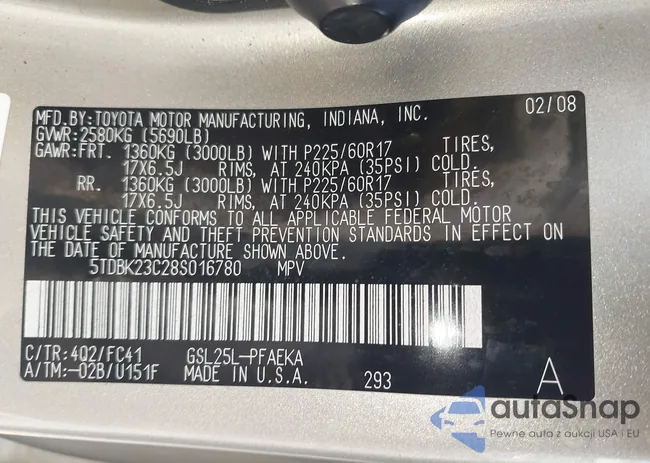 MFD.BY:TOYOTA MOTOR MANUFACTURING, INDIANA, INC. 02/08
GVWR:2580KG (5690LB)
GAWR:FRT. 1360KG (3000LB) WITH P225/60R17 TIRES,
17X6.5J RIMS, AT 240KPA (35PSI) COLD.
RR. 1360KG (3000LB) WITH P225/60R17 TIRES,
17X6.5J RIMS, AT 240KPA (35PSI) COLD.
THIS VEHICLE CONFORMS TO ALL APPLICABLE FEDERAL MOTOR
VEHICLE SAFETY AND THEFT PREVENTION STANDARDS IN EFFECT ON
THE DATE OF MANUFACTURE SHOWN ABOVE.
5TDBK23C28S016780 MPV
C/TR:4Q2/FC41 GSL25L-PFAEKA
A/TM:-02B/U151F MADE IN U.S.A. 293 A
autoSnap
Pewne auta z aukcji USA i EU